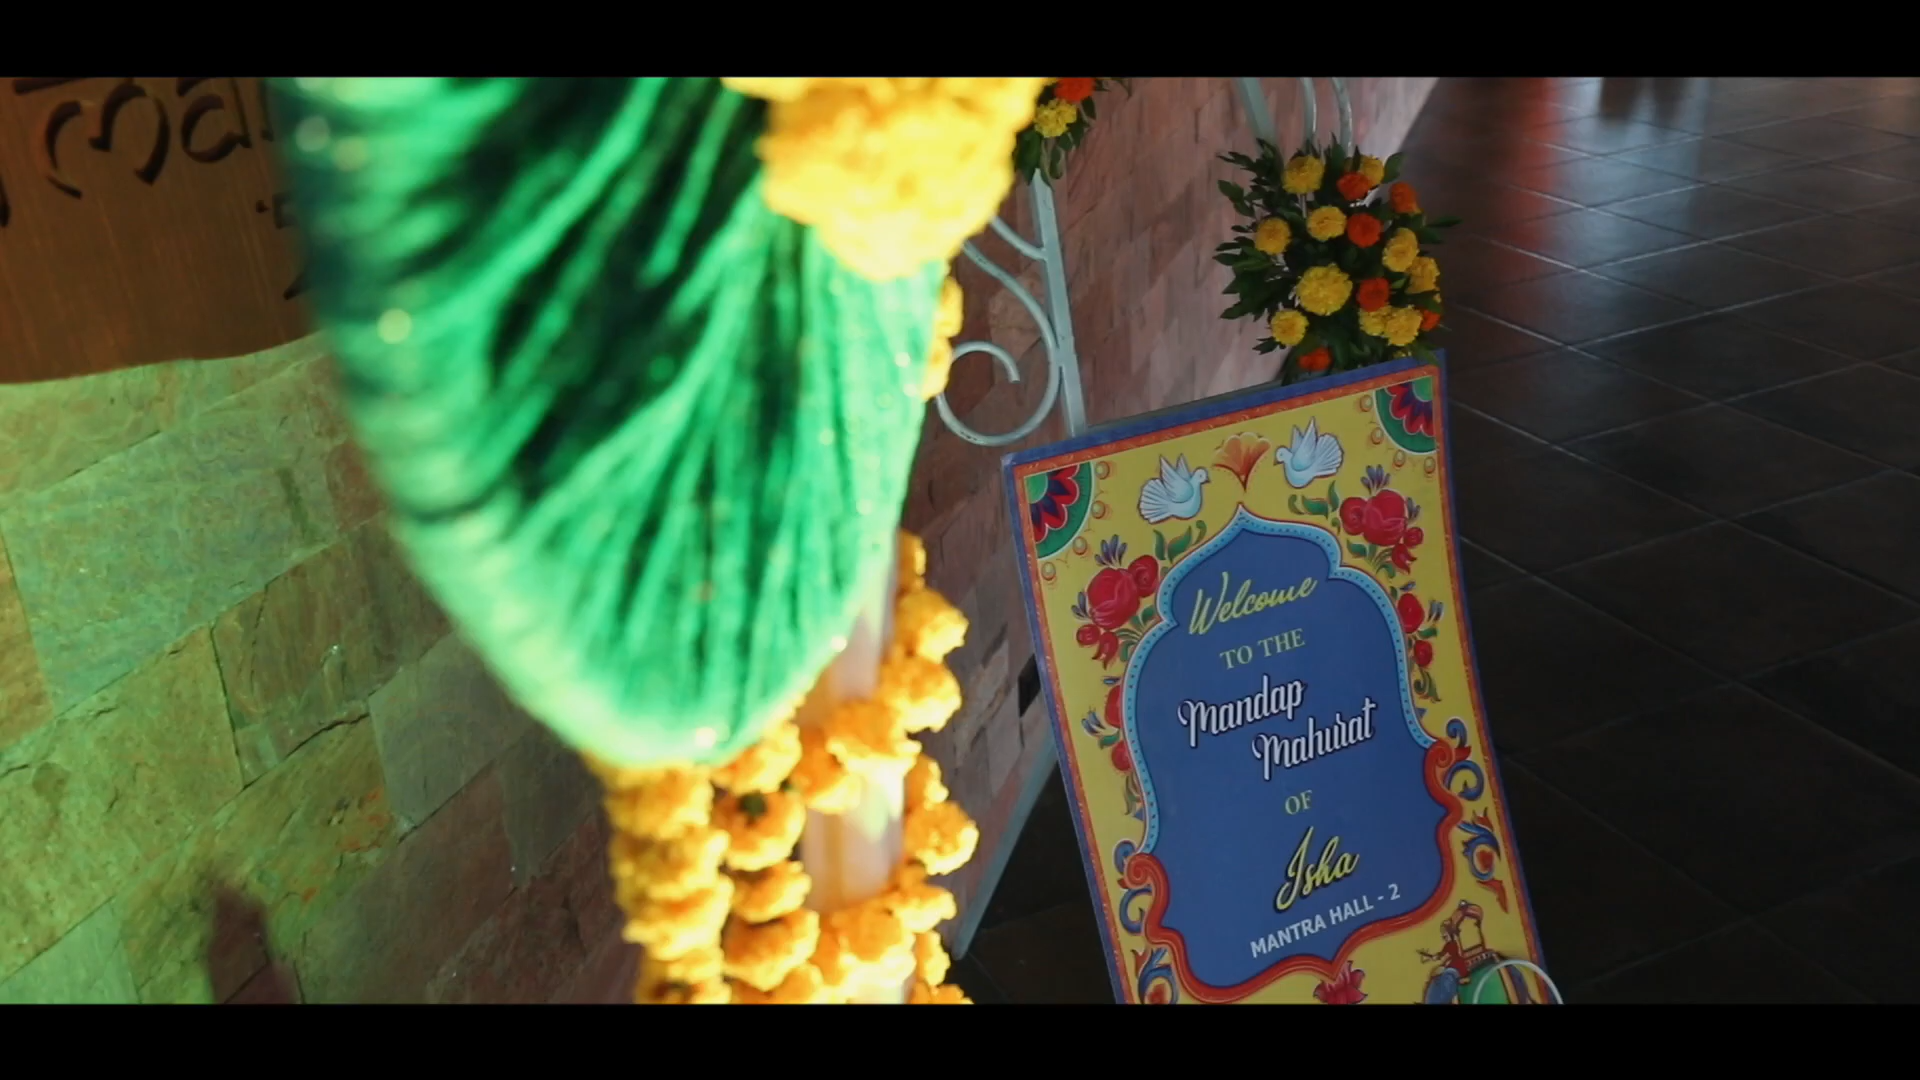 Welcome
TO THE
Mandap
Mahurat
OF
Isha
MANTRA HALL - 2